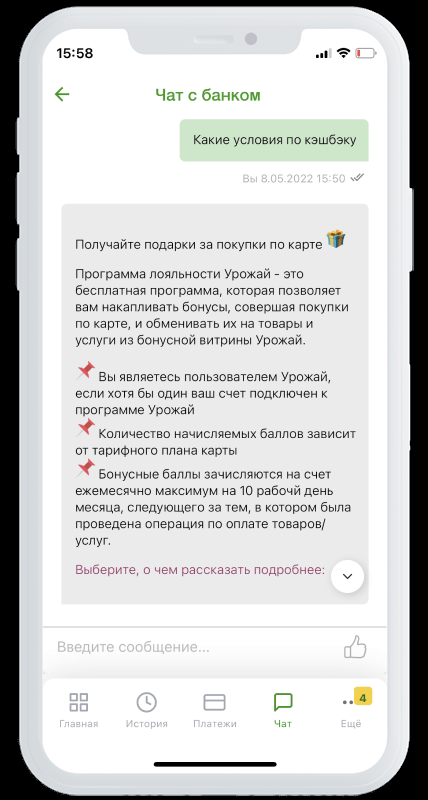 15:58
Чат с банком
Какие условия по кэшбэку
Вы 8.05.2022 15:50
Получайте подарки за покупки по карте
Программа лояльности Урожай - это
бесплатная программа, которая позволяет
вам накапливать бонусы, совершая покупки
по карте, и обменивать их на товары и
услуги из бонусной витрины Урожай.
Вы являетесь пользователем Урожай,
если хотя бы один ваш счет подключен к
программе Урожай
Количество начисляемых баллов зависит
от тарифного плана карты
Бонусные баллы зачисляются на счет
ежемесячно максимум на 10 рабочй день
месяца, следующего за тем, в котором была
проведена операция по оплате товаров/
услуг.
Выберите, о чем рассказать подробнее:
Введите сообщение...
4
Главная
История
Платежи
Чат
Ещё